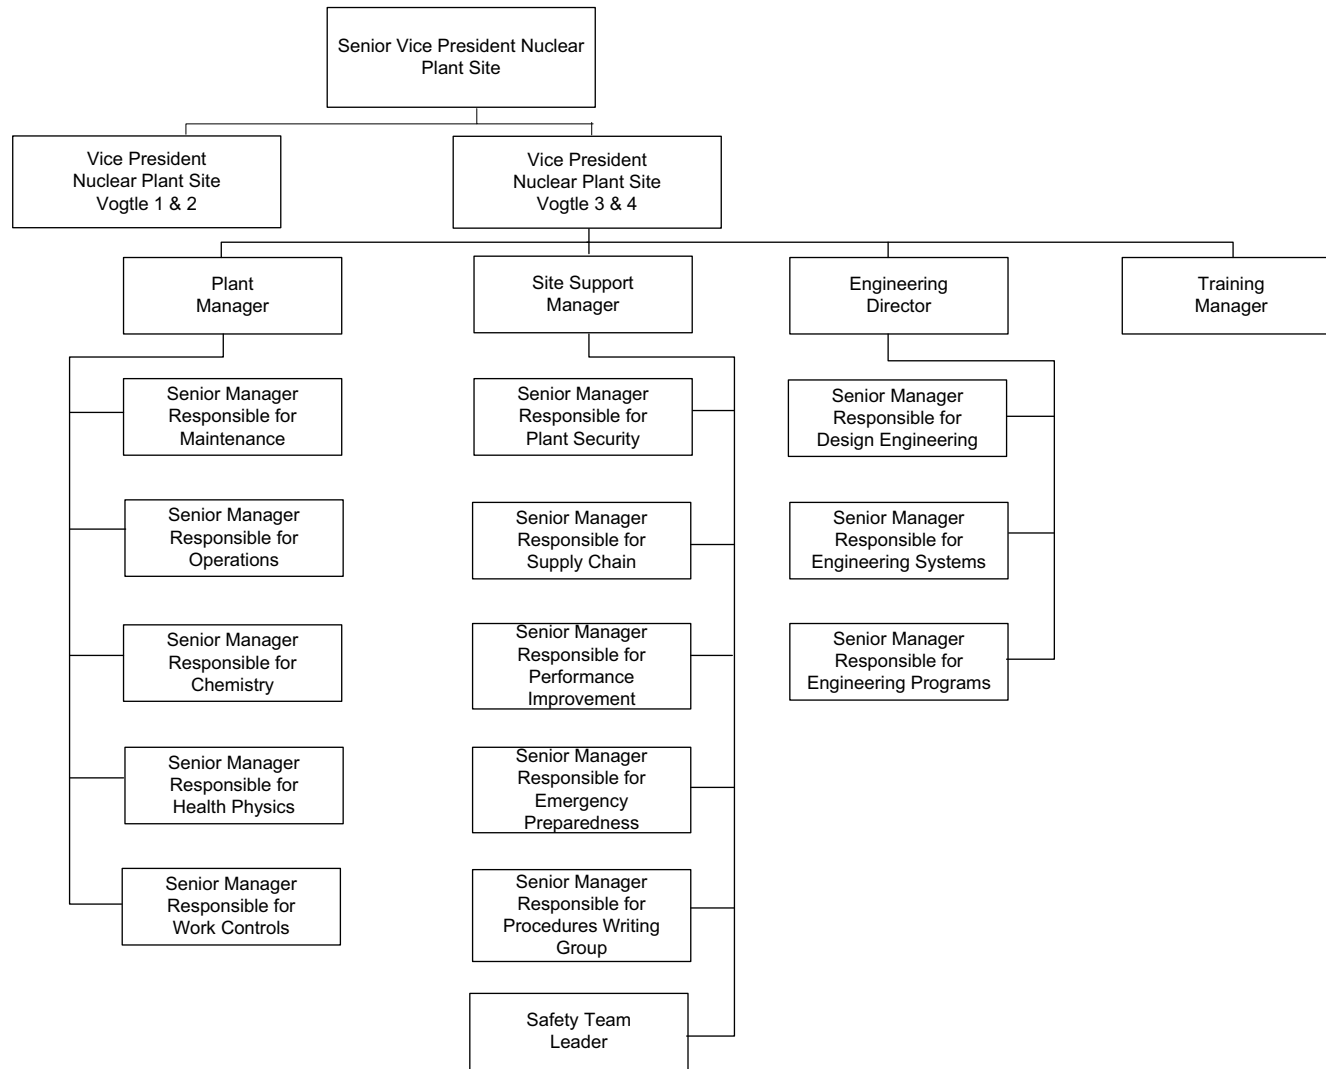 Senior Vice President Nuclear
Plant Site
Vice President
Nuclear Plant Site
Vogtle 1 & 2
Vice President
Nuclear Plant Site
Vogtle 3 & 4
Plant
Manager
Site Support
Manager
Engineering
Director
Training
Manager
Senior Manager
Responsible for
Maintenance
Senior Manager
Responsible for
Plant Security
Senior Manager
Responsible for
Design Engineering
Senior Manager
Responsible for
Operations
Senior Manager
Responsible for
Supply Chain
Senior Manager
Responsible for
Engineering Systems
Senior Manager
Responsible for
Chemistry
Senior Manager
Responsible for
Performance
Improvement
Senior Manager
Responsible for
Engineering Programs
Senior Manager
Responsible for
Health Physics
Senior Manager
Responsible for
Emergency
Preparedness
Senior Manager
Responsible for
Work Controls
Senior Manager
Responsible for
Procedures Writing
Group
Safety Team
Leader